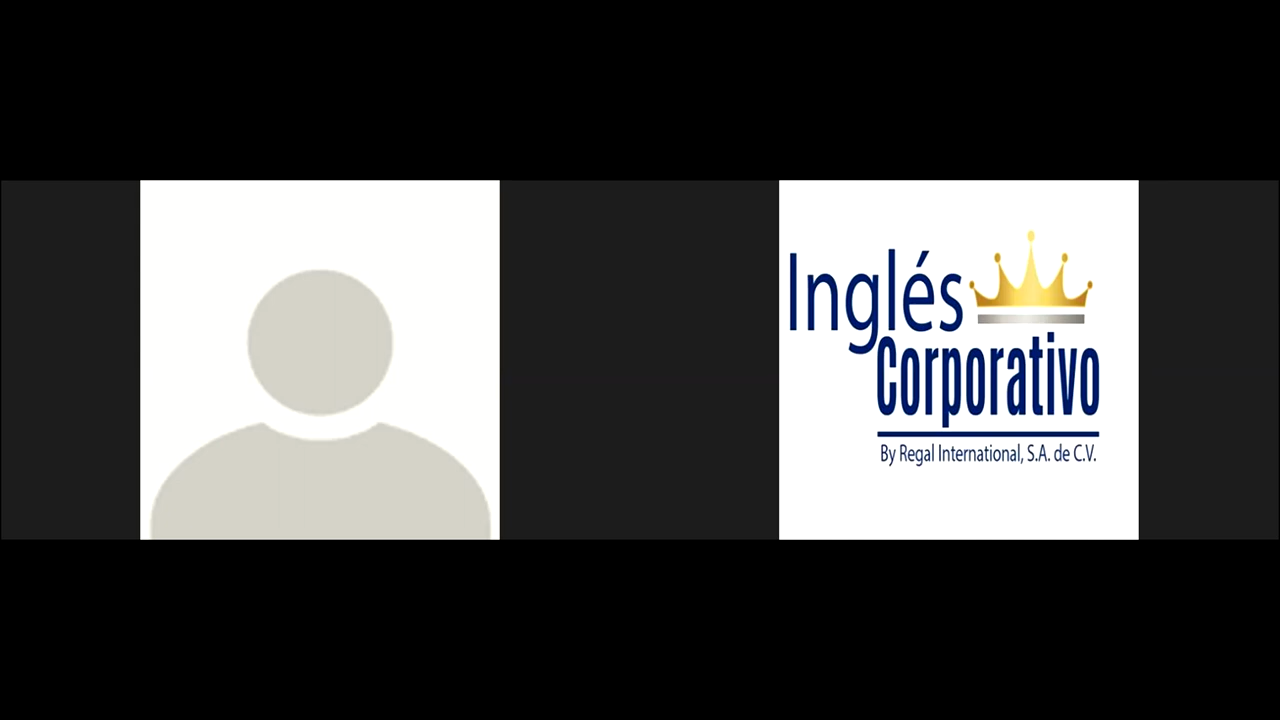 Inglés
Corporativo
By Regal International, S.A. de C.V.